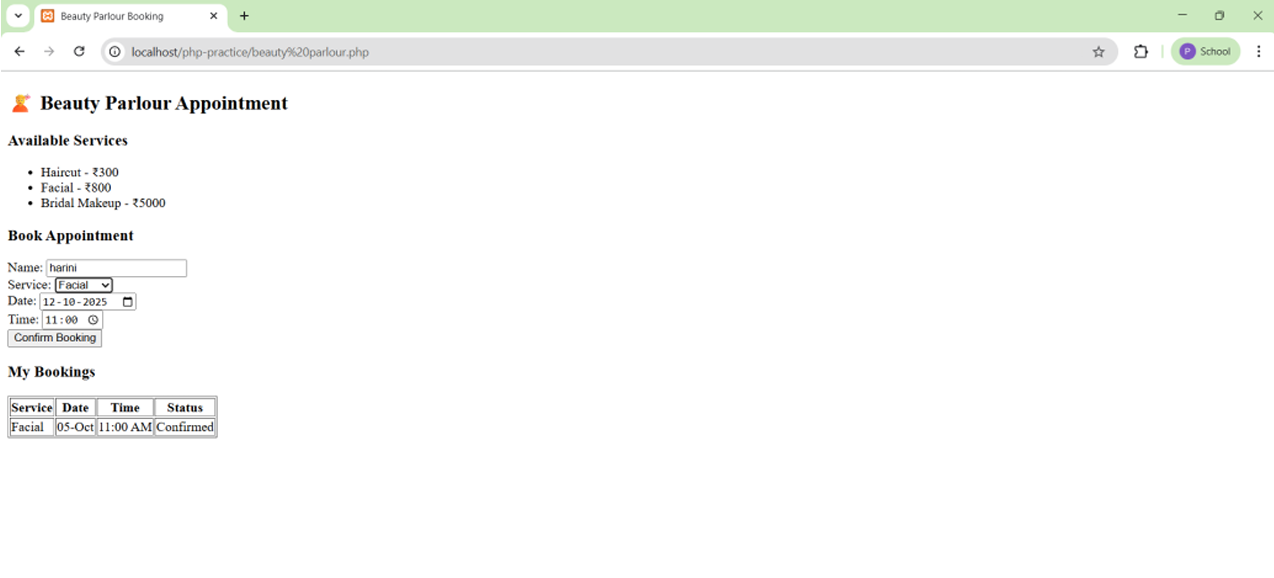 Beauty Parlour Booking
localhost/php-practice/beauty%20parlour.php
P School
Beauty Parlour Appointment
Available Services
• Haircut - ₹300
• Facial - ₹800
• Bridal Makeup - ₹5000
Book Appointment
Name: harini
Service: Facial
Date: 12-10-2025
Time: 11:00
Confirm Booking
My Bookings
Service Date Time Status
Facial 05-Oct 11:00 AM Confirmed